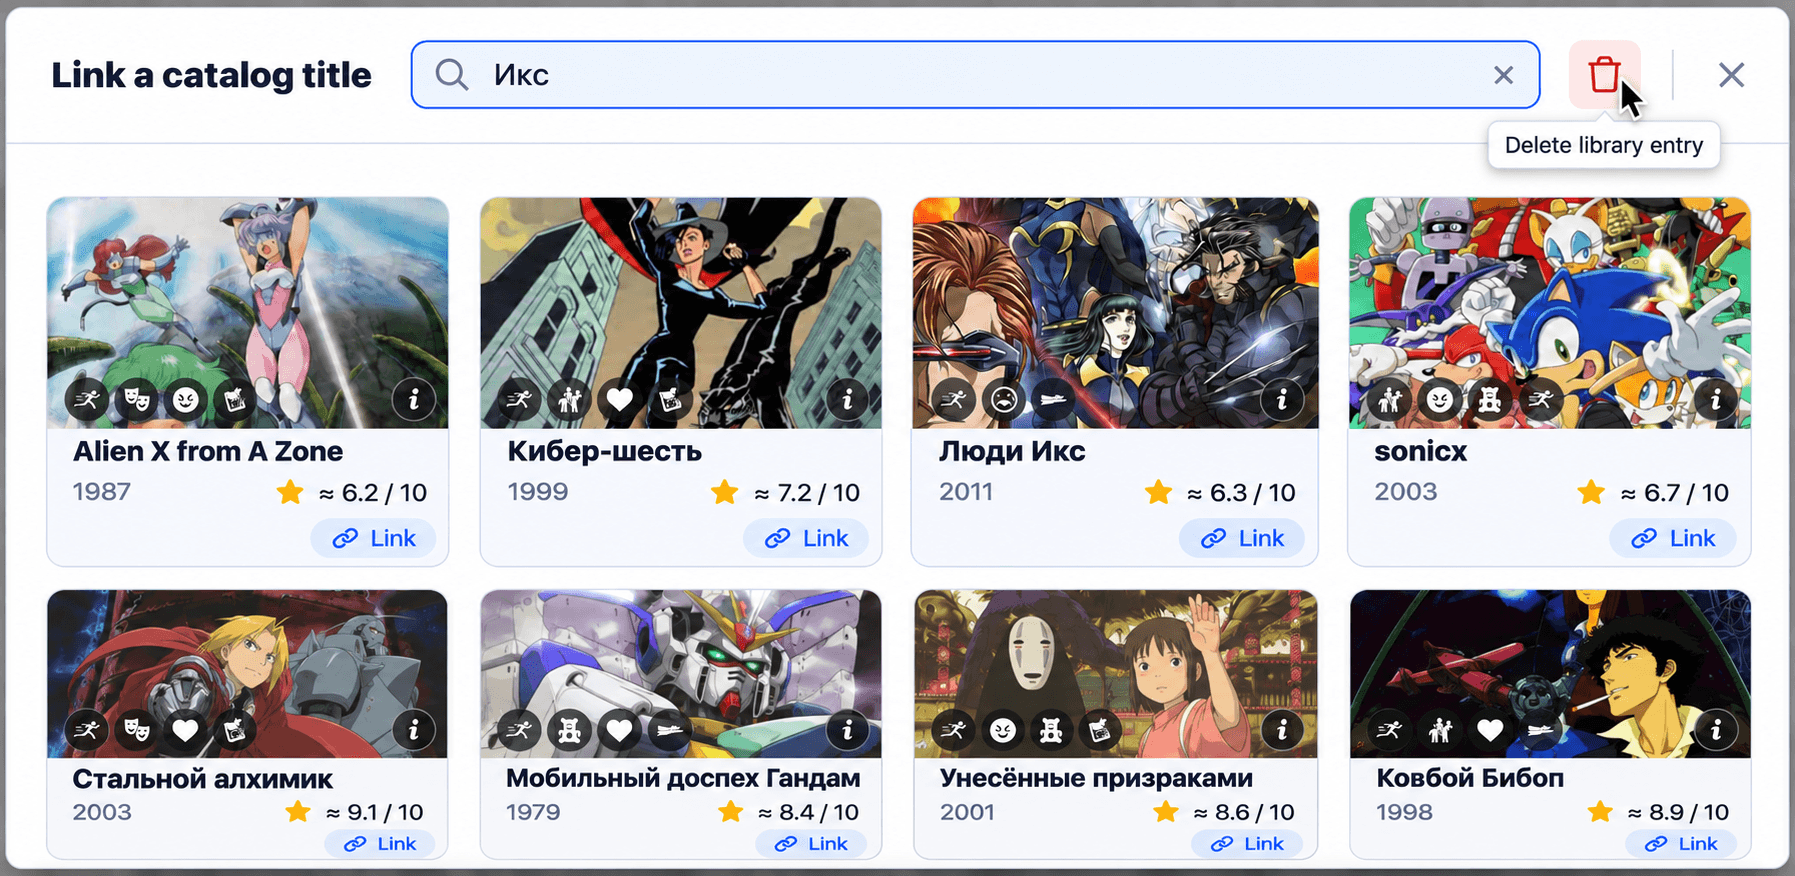 Link a catalog title
Икс
Delete library entry
Alien X from A Zone
1987
≈ 6.2 / 10
Link
Кибер-шесть
1999
≈ 7.2 / 10
Link
Люди Икс
2011
≈ 6.3 / 10
Link
sonicx
2003
≈ 6.7 / 10
Link
Стальной алхимик
2003
≈ 9.1 / 10
Link
Мобильный доспех Гандам
1979
≈ 8.4 / 10
Link
Унесённые призраками
2001
≈ 8.6 / 10
Link
Ковбой Бибоп
1998
≈ 8.9 / 10
Link